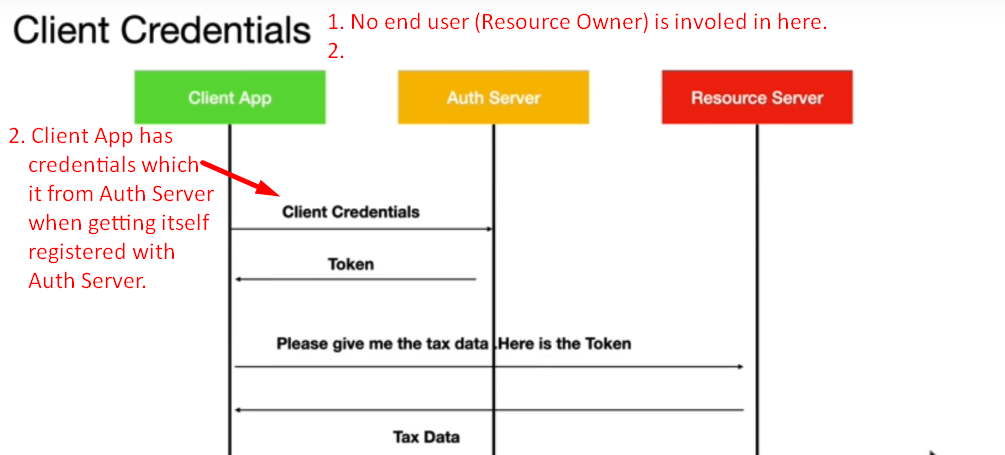 Client Credentials
1. No end user (Resource Owner) is involed in here.
2.
Client App
Auth Server
Resource Server
2. Client App has
credentials which
it from Auth Server
when getting itself
registered with
Auth Server.
Client Credentials
Token
Please give me the tax data .Here is the Token
Tax Data